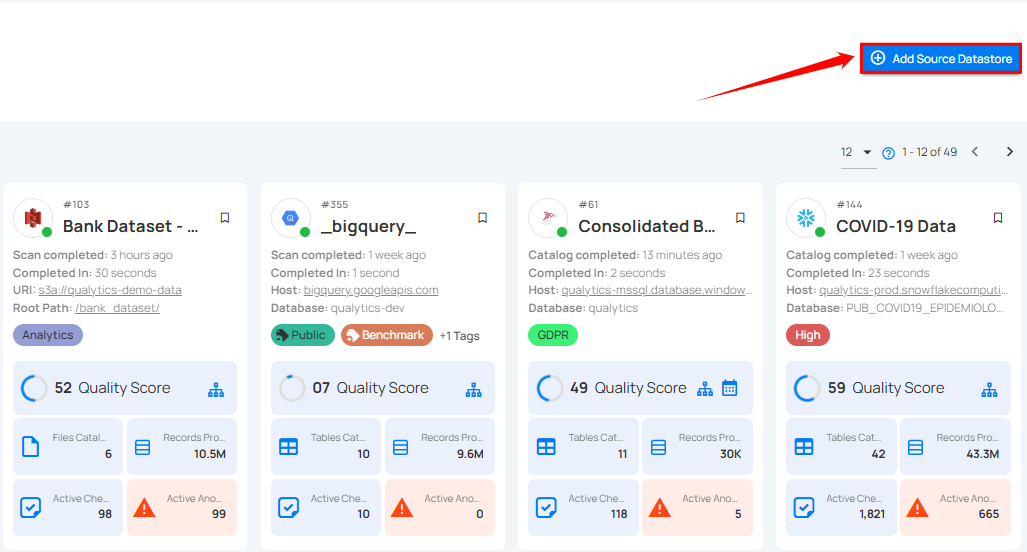 Add Source Datastore
12
1 - 12 of 49
#103
Bank Dataset - ...
Scan completed: 3 hours ago
Completed In: 30 seconds
URI: s3a://qualytics-demo-data
Root Path: /bank_dataset/
Analytics
52 Quality Score
Files Catal...
6
Records Pro...
10.5M
Active Che...
98
Active Ano...
99
#355
_bigquery_
Scan completed: 1 week ago
Completed In: 1 second
Host: bigquery.googleapis.com
Database: qualytics-dev
Public
Benchmark
+1 Tags
07 Quality Score
Tables Cat...
10
Records Pro...
9.6M
Active Che...
10
Active Ano...
0
#61
Consolidated B...
Catalog completed: 13 minutes ago
Completed In: 2 seconds
Host: qualytics-mssql.database.window...
Database: qualytics
GDPR
49 Quality Score
Tables Cat...
11
Records Pro...
30K
Active Che...
118
Active Ano...
5
#144
COVID-19 Data
Catalog completed: 1 week ago
Completed In: 23 seconds
Host: qualytics-prod.snowflakecomputi...
Database: PUB_COVID19_EPIDEMIOLO...
High
59 Quality Score
Tables Cat...
42
Records Pro...
43.3M
Active Che...
1,821
Active Ano...
665